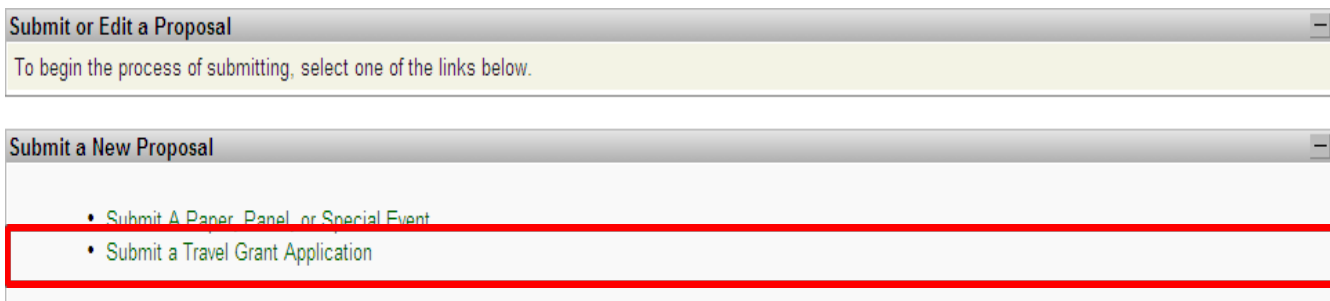 Submit or Edit a Proposal
To begin the process of submitting, select one of the links below.
Submit a New Proposal
• Submit A Paper, Panel, or Special Event
• Submit a Travel Grant Application